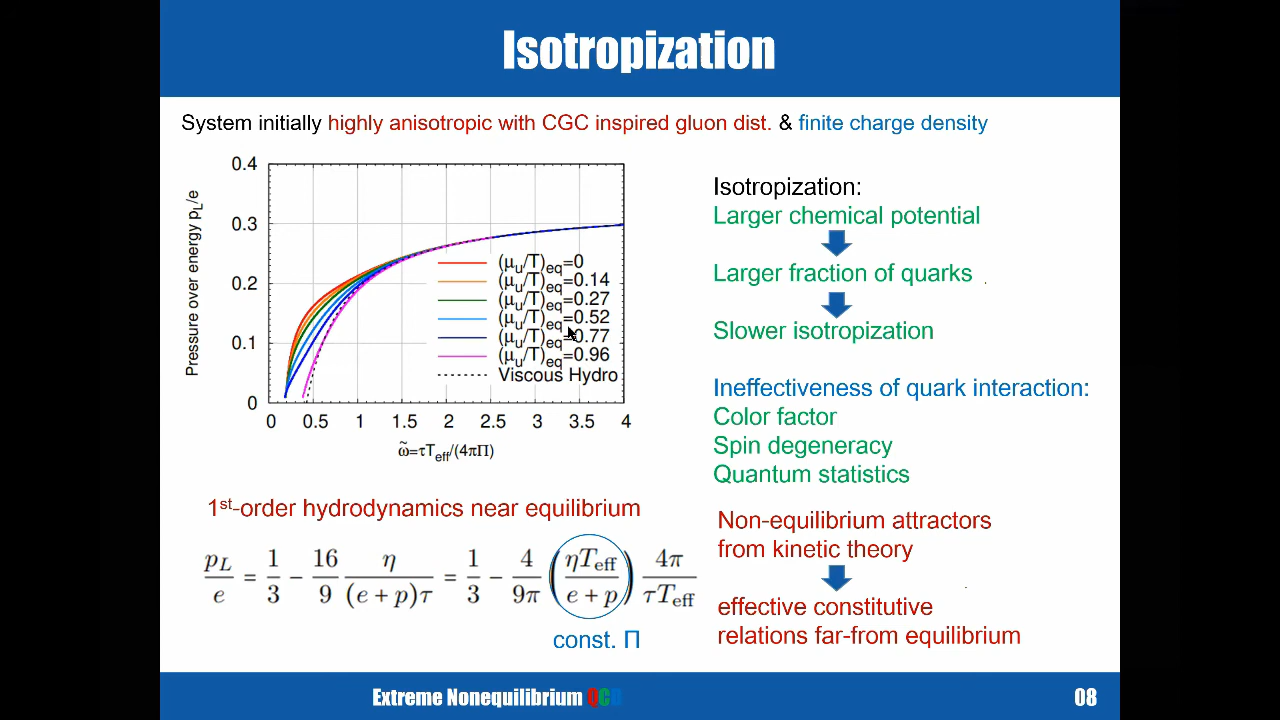 Isotropization
System initially highly anisotropic with CGC inspired gluon dist. & finite charge density
Pressure over energy p_L/e
0.4
0.3
0.2
0.1
0
(μ_u/T)_eq=0
(μ_u/T)_eq=0.14
(μ_u/T)_eq=0.27
(μ_u/T)_eq=0.52
(μ_u/T)_eq=0.77
(μ_u/T)_eq=0.96
Viscous Hydro
0 0.5 1 1.5 2 2.5 3 3.5 4
ω̃=τT_eff/(4πΠ)
1st-order hydrodynamics near equilibrium
p_L/e = 1/3 − 16/9 η/((e + p)τ) = 1/3 − 4/(9π) (ηT_eff/(e + p)) 4π/(τT_eff)
const. Π
Isotropization:
Larger chemical potential
Larger fraction of quarks
Slower isotropization
Ineffectiveness of quark interaction:
Color factor
Spin degeneracy
Quantum statistics
Non-equilibrium attractors
from kinetic theory
effective constitutive
relations far-from equilibrium
Extreme Nonequilibrium QCD
08